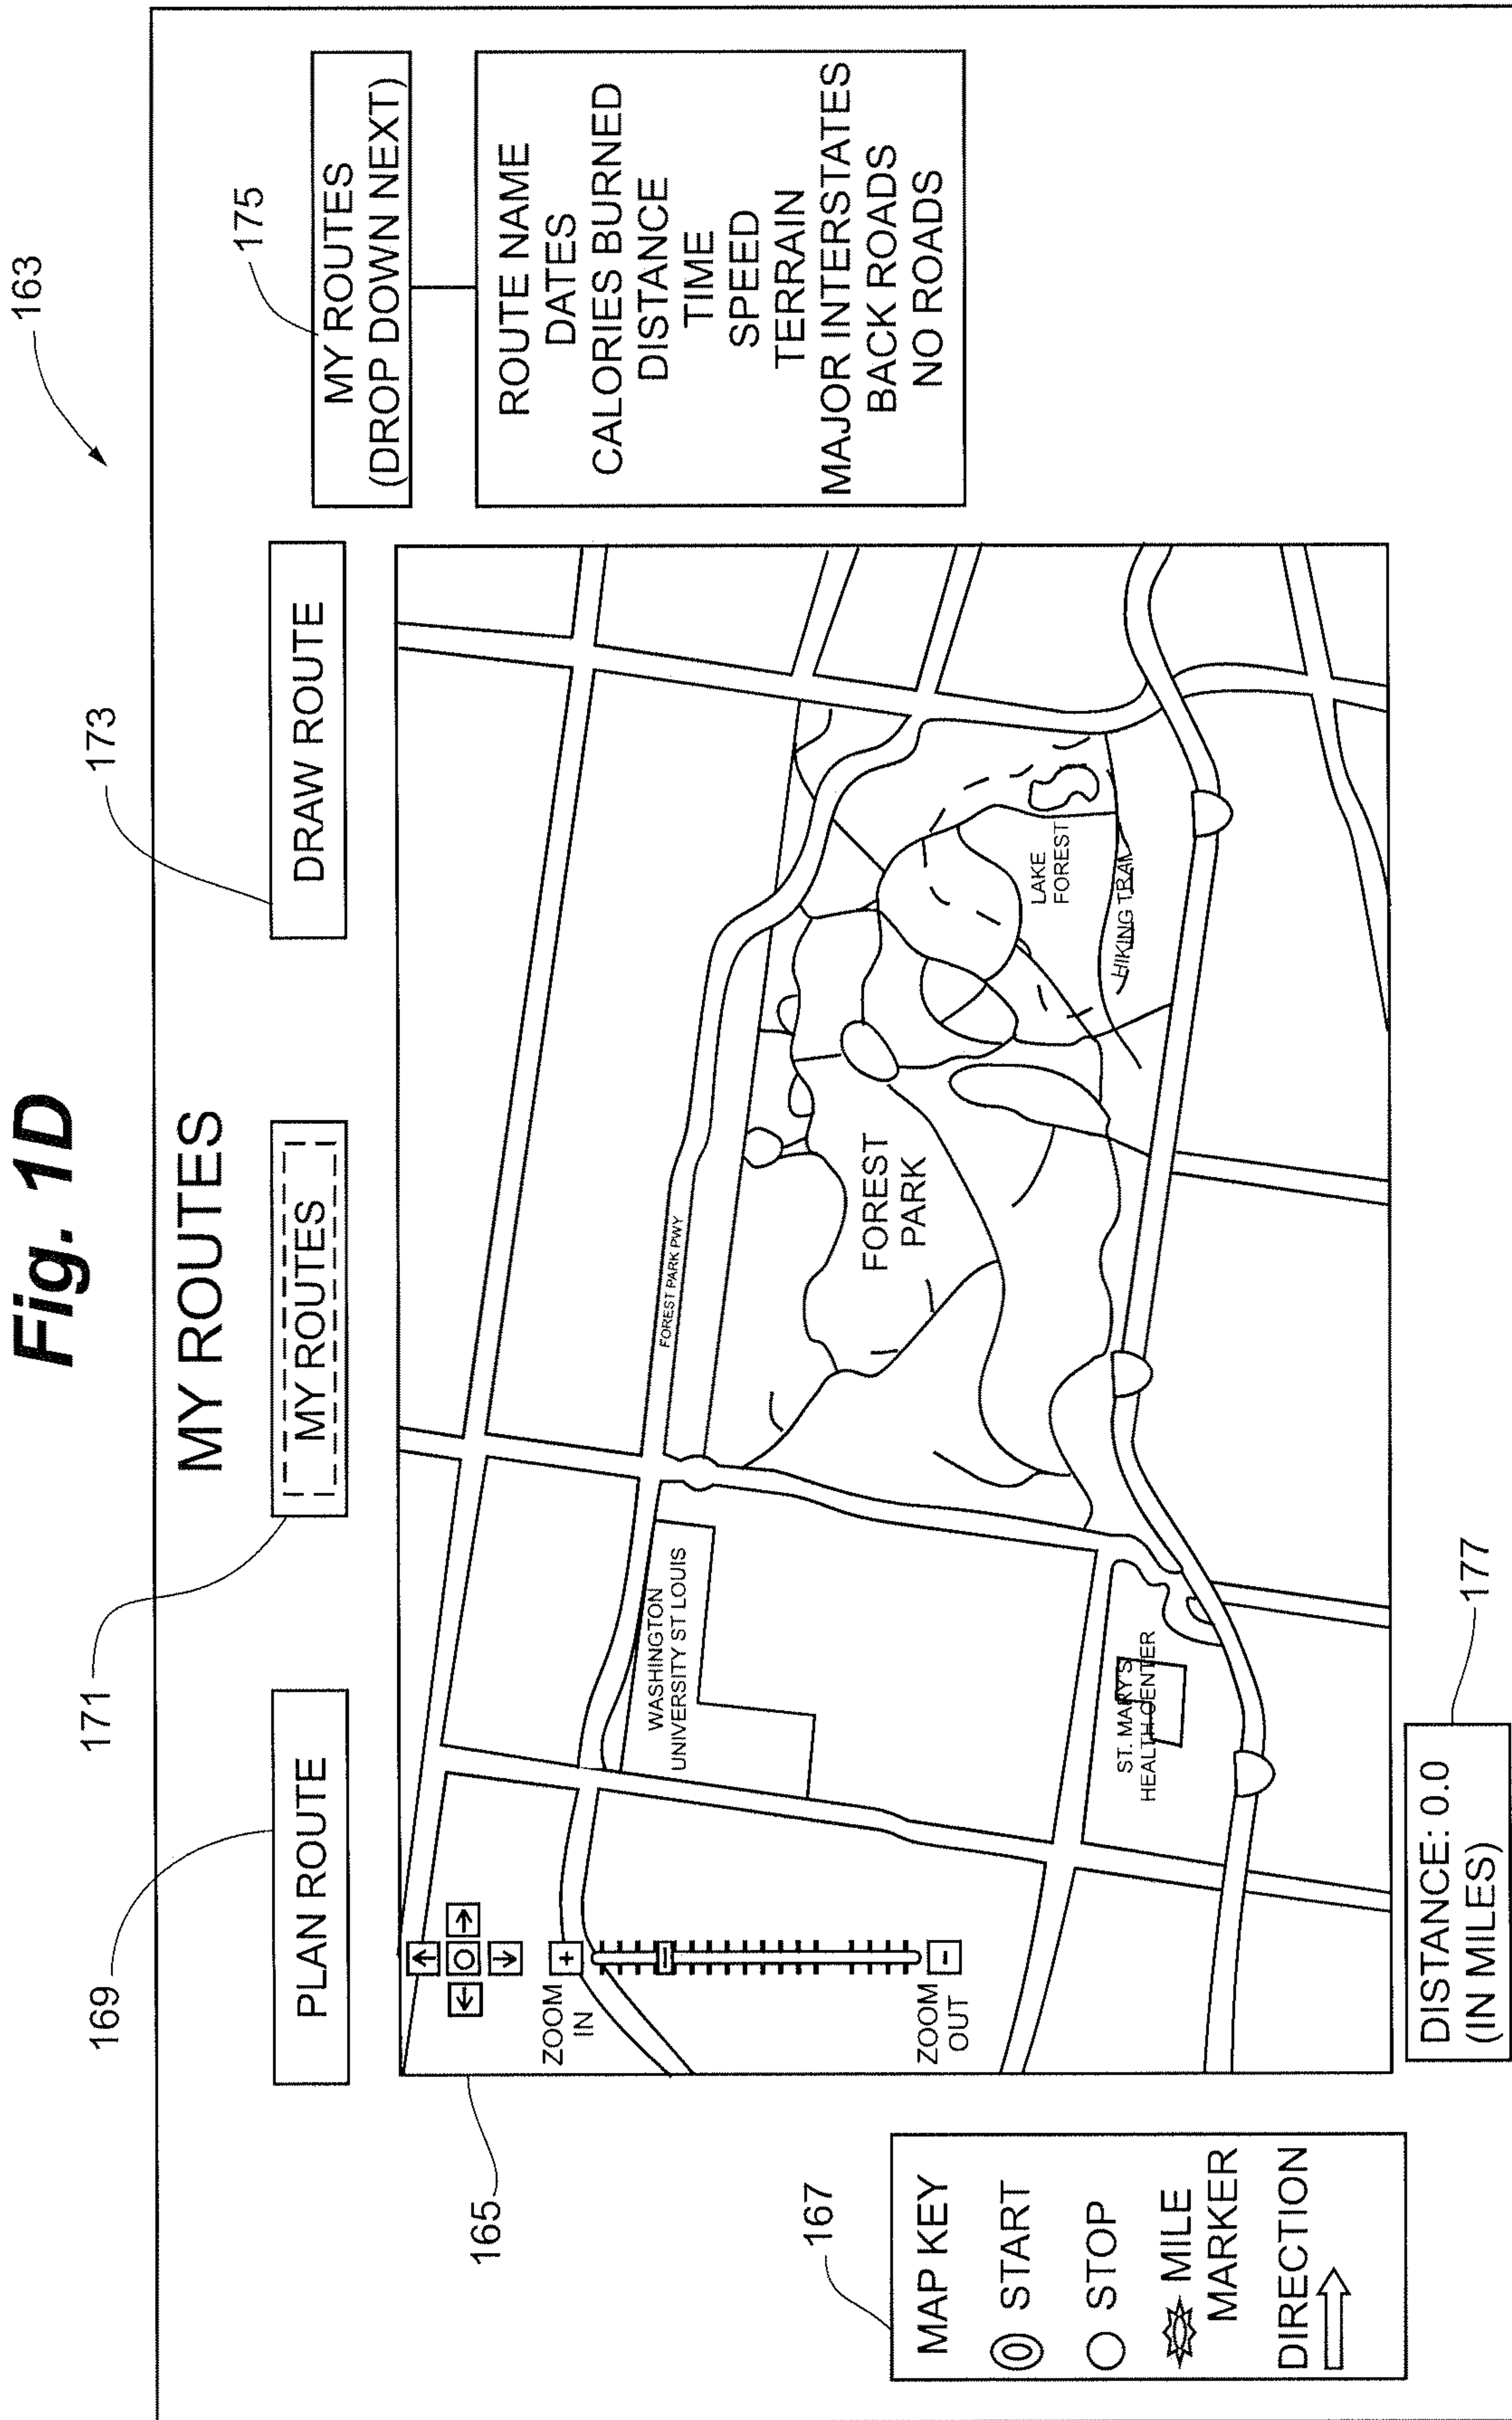 Fig. 1D
163
MY ROUTES
169
171
173
175
PLAN ROUTE
MY ROUTES
DRAW ROUTE
MY ROUTES
(DROP DOWN NEXT)
ROUTE NAME
DATES
CALORIES BURNED
DISTANCE
TIME
SPEED
TERRAIN
MAJOR INTERSTATES
BACK ROADS
NO ROADS
165
+
ZOOM
IN
-
ZOOM
OUT
FOREST PARK PWY
WASHINGTON
UNIVERSITY ST LOUIS
FOREST
PARK
LAKE
FOREST
HIKING TRAIL
ST. MARY'S
HEALTH CENTER
167
MAP KEY
START
STOP
MILE
MARKER
DIRECTION
DISTANCE: 0.0
(IN MILES)
177